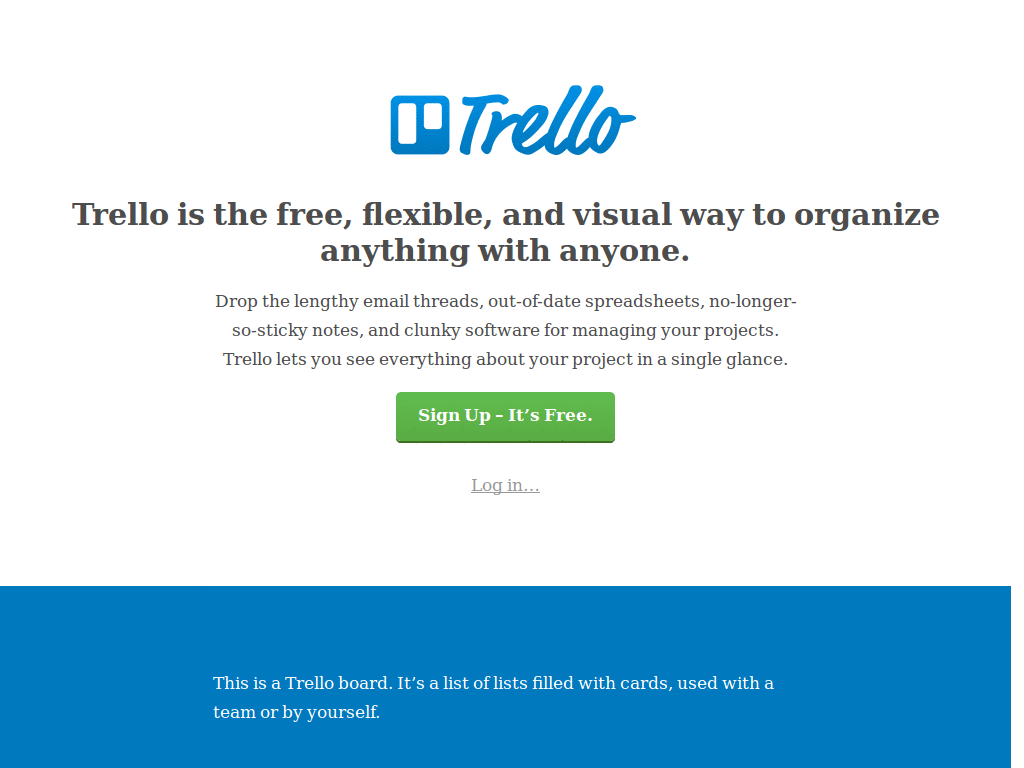 Trello
Trello is the free, flexible, and visual way to organize
anything with anyone.
Drop the lengthy email threads, out-of-date spreadsheets, no-longer-
so-sticky notes, and clunky software for managing your projects.
Trello lets you see everything about your project in a single glance.
Sign Up – It’s Free.
Log in…
This is a Trello board. It’s a list of lists filled with cards, used with a
team or by yourself.